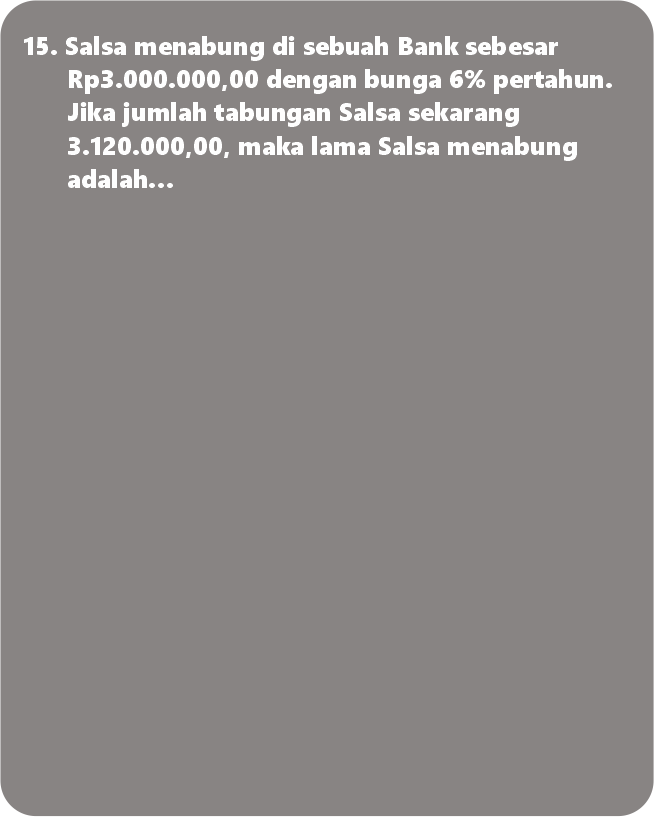 15. Salsa menabung di sebuah Bank sebesar
Rp3.000.000,00 dengan bunga 6% pertahun.
Jika jumlah tabungan Salsa sekarang
3.120.000,00, maka lama Salsa menabung
adalah...